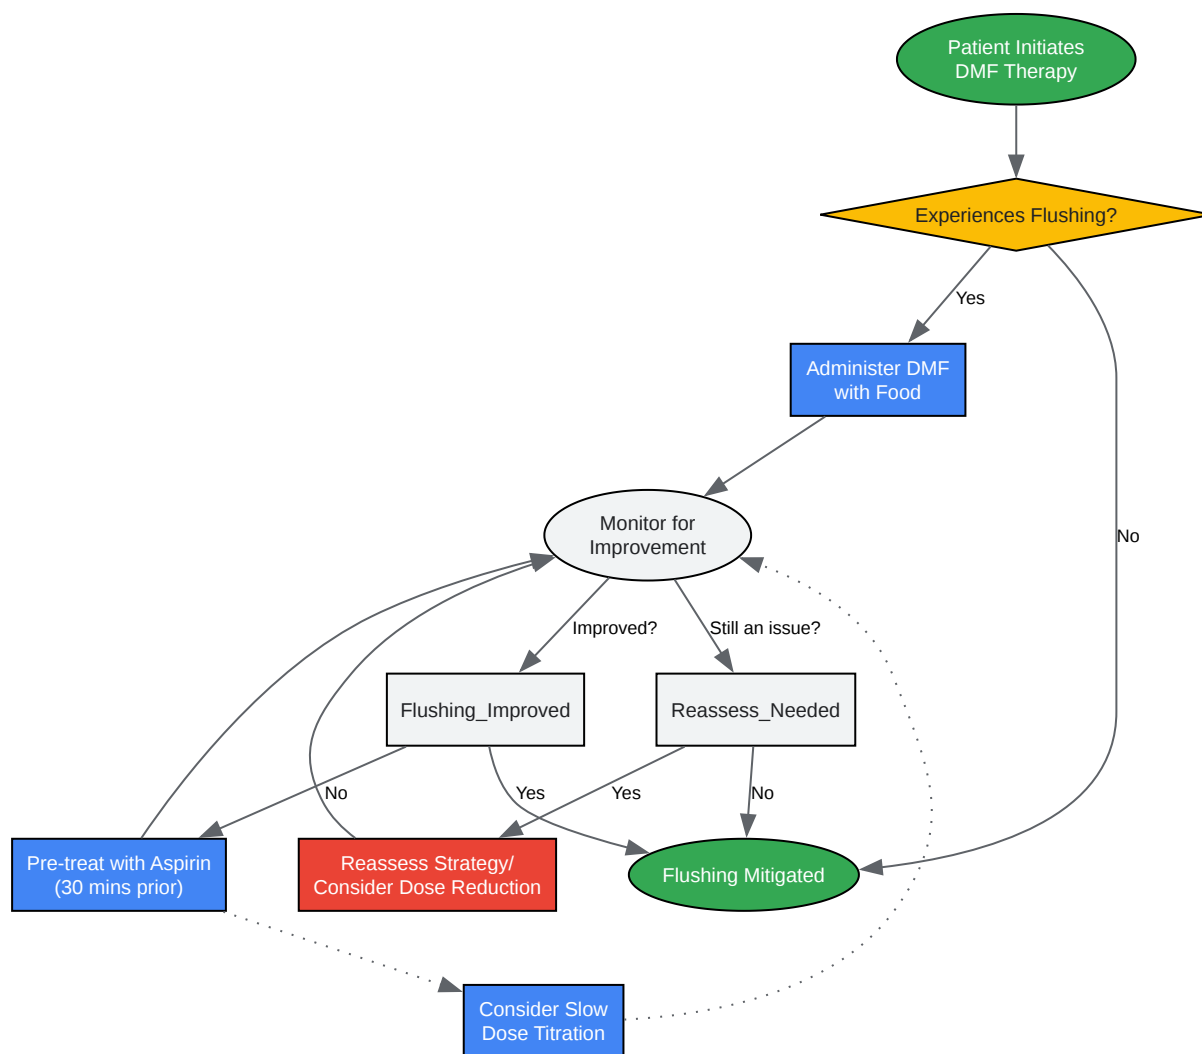 Patient Initiates
DMF Therapy
Experiences Flushing?
Yes
Administer DMF
with Food
No
Monitor for
Improvement
Improved?
Still an issue?
Flushing_Improved
Reassess_Needed
No
Yes
Yes
No
Pre-treat with Aspirin
(30 mins prior)
Reassess Strategy/
Consider Dose Reduction
Flushing Mitigated
Consider Slow
Dose Titration